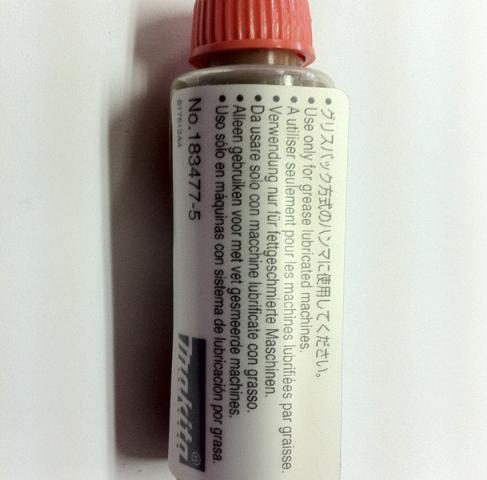 • グリスパック方式のハンマに使用してください。
• Use only for grease lubricated machines.
• A utiliser seulement pour les machines lubrifiées par graisse.
• Verwendung nur für fettgeschmierte Maschinen.
• Da usare solo con macchine lubrificate con grasso.
• Alleen gebruiken voor met vet gesmeerde machines.
• Uso sólo en máquinas con sistema de lubricación por grasa.
No.183477-5
makita®